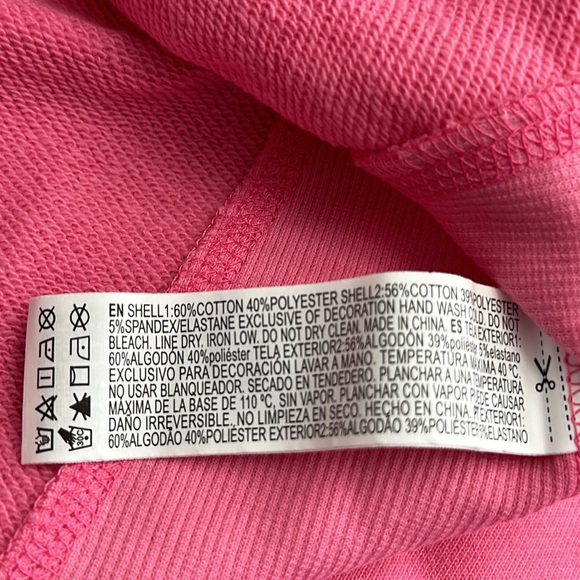 EN SHELL1:60%COTTON 40%POLYESTER SHELL2:56%COTTON 39%POLYESTER
5%SPANDEX/ELASTANE EXCLUSIVE OF DECORATION HAND WASH COLD. DO NOT
BLEACH. LINE DRY. IRON LOW. DO NOT DRY CLEAN. MADE IN CHINA. ES TELA EXTERIOR1:
60%ALGODÓN 40%poliéster TELA EXTERIOR2:56%ALGODÓN 39%poliéster 5%elastano
EXCLUSIVO PARA DECORACIÓN LAVAR A MANO. TEMPERATURA MÁXIMA 40 °C.
NO USAR BLANQUEADOR. SECADO EN TENDEDERO. PLANCHAR A TEMPERATURA
MÁXIMA DE LA BASE DE 110 ºC, SIN VAPOR. PLANCHAR CON VAPOR PUEDE CAUSAR
DAÑO IRREVERSIBLE. NO LIMPIEZA EN SECO. HECHO EN CHINA. PT EXTERIOR1:
60%ALGODÃO 40%POLIÉSTER EXTERIOR2:56%ALGODÃO 39%POLIÉSTER5%ELASTANO